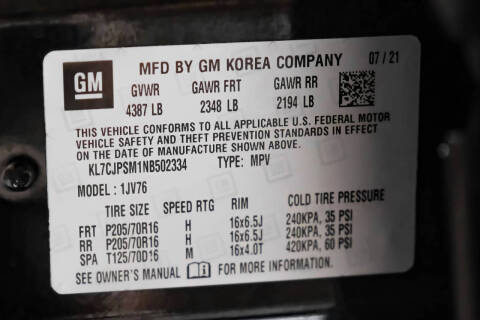 GM
MFD BY GM KOREA COMPANY 07/21
GVWR GAWR FRT GAWR RR
4387 LB 2348 LB 2194 LB
THIS VEHICLE CONFORMS TO ALL APPLICABLE U.S. FEDERAL MOTOR
VEHICLE SAFETY AND THEFT PREVENTION STANDARDS IN EFFECT
ON THE DATE OF MANUFACTURE SHOWN ABOVE.
KL7CJPSM1NB502334 TYPE: MPV
MODEL: 1JV76
TIRE SIZE SPEED RTG RIM COLD TIRE PRESSURE
FRT P205/70R16 H 16x6.5J 240KPA, 35 PSI
RR P205/70R16 H 16x6.5J 240KPA, 35 PSI
SPA T125/70D16 M 16x4.0T 420KPA, 60 PSI
SEE OWNER'S MANUAL FOR MORE INFORMATION.